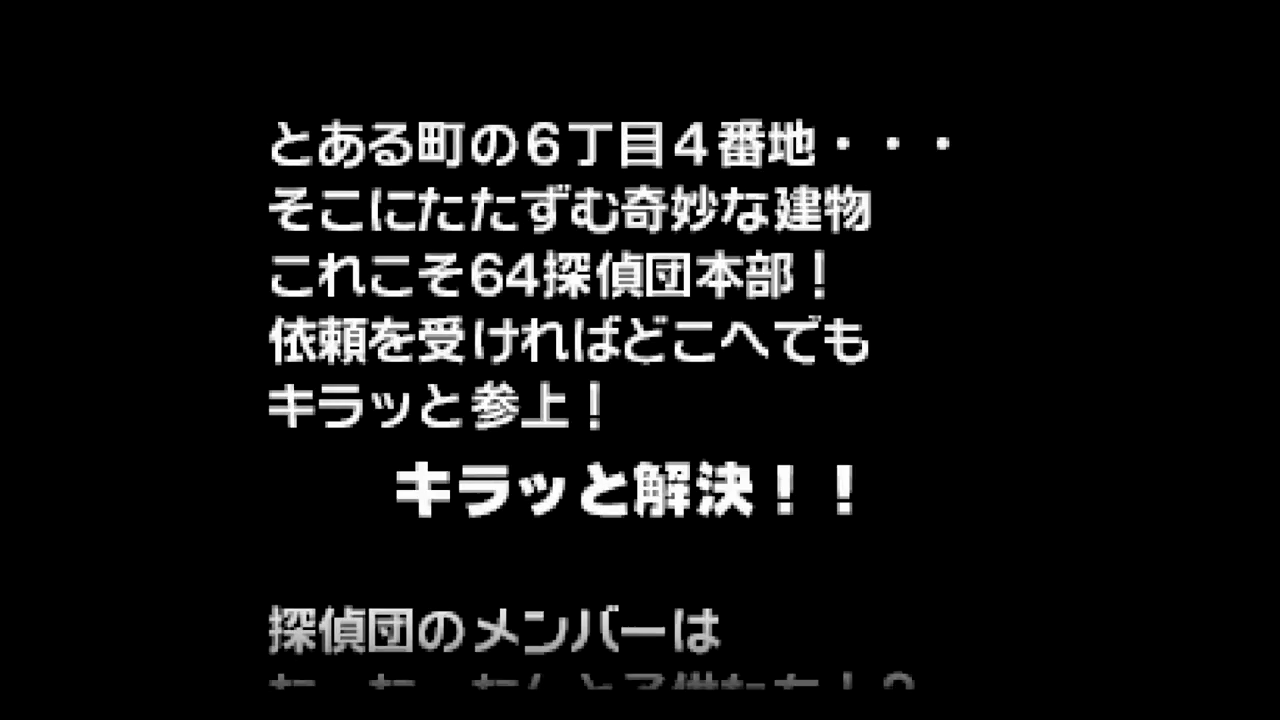 とある町の６丁目４番地・・・
そこにたたずむ奇妙な建物
これこそ64探偵団本部！
依頼を受ければどこへでも
キラッと参上！
キラッと解決！！
探偵団のメンバーは